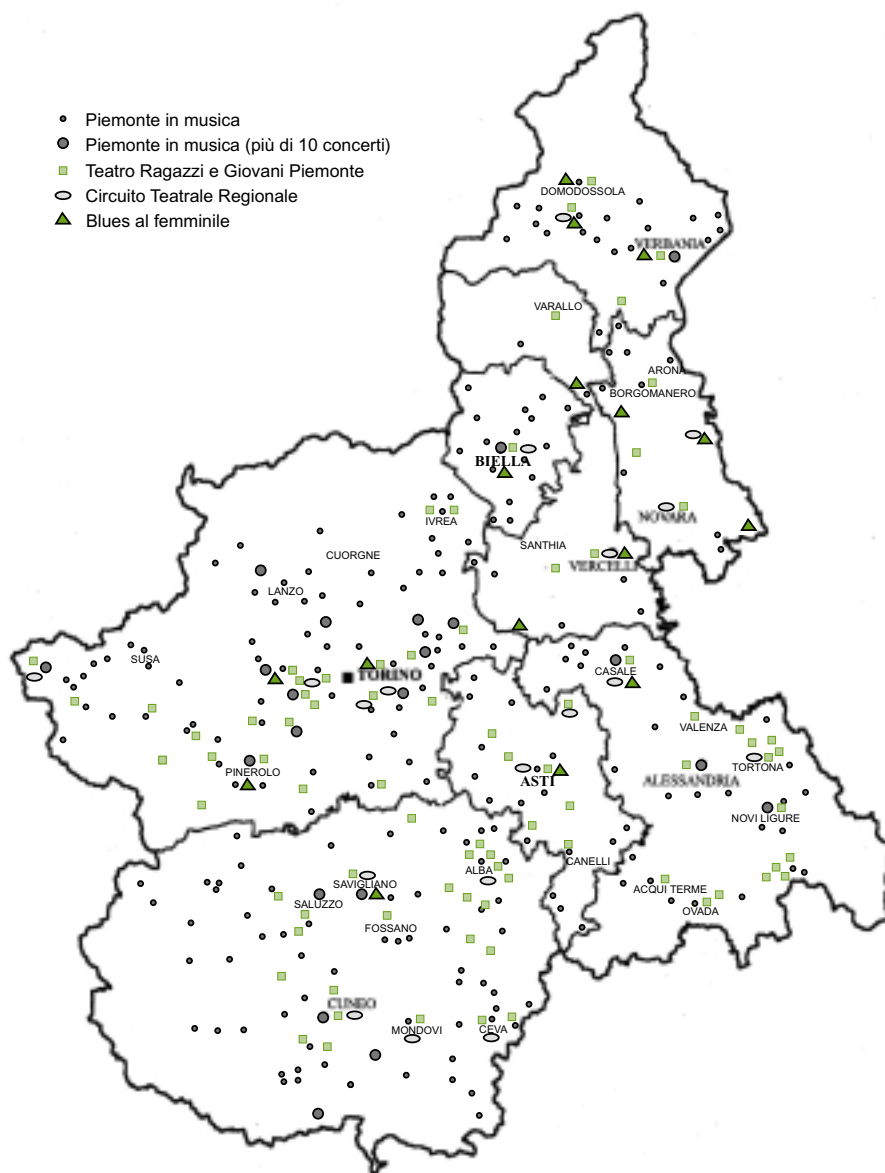 Piemonte in musica
Piemonte in musica (più di 10 concerti)
Teatro Ragazzi e Giovani Piemonte
Circuito Teatrale Regionale
Blues al femminile
DOMODOSSOLA
VERBANIA
VARALLO
ARONA
BORGOMANERO
BIELLA
NOVARA
IVREA
SANTHIA
CUORGNE
VERCELLI
LANZO
SUSA
TORINO
CASALE
VALENZA
PINEROLO
ASTI
ALESSANDRIA
TORTONA
NOVI LIGURE
CANELLI
ALBA
SAVIGLIANO
SALUZZO
ACQUI TERME
OVADA
FOSSANO
CUNEO
MONDOVI
CEVA